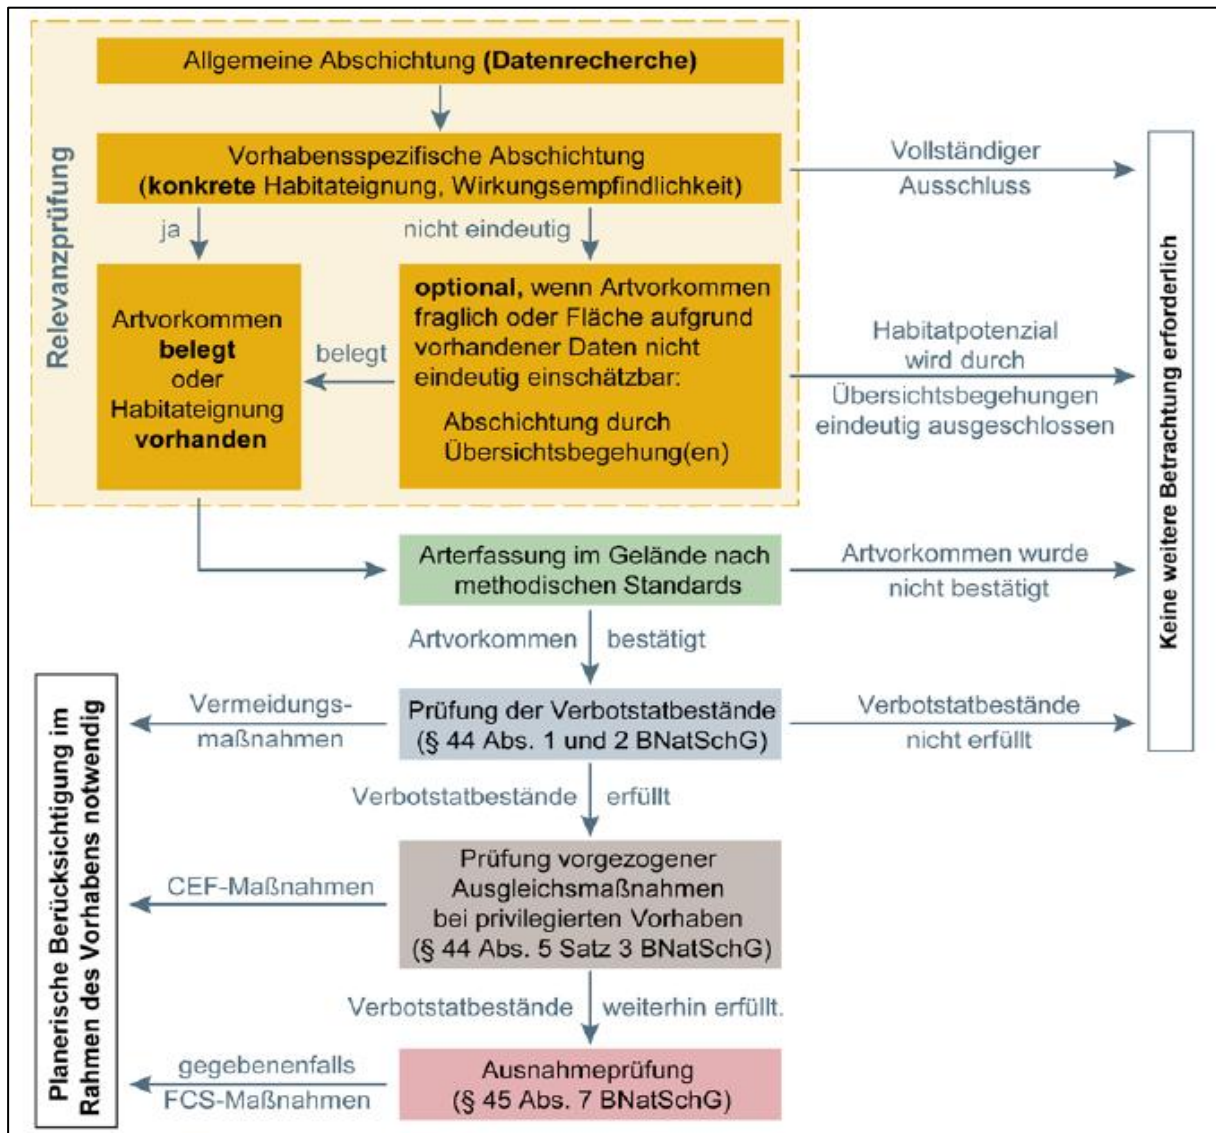 Relevanzprüfung
Allgemeine Abschichtung (Datenrecherche)
Vorhabensspezifische Abschichtung
(konkrete Habitateignung, Wirkungsempfindlichkeit)
Vollständiger
Ausschluss
ja
nicht eindeutig
Artvorkommen
belegt
oder
Habitateignung
vorhanden
belegt
optional, wenn Artvorkommen
fraglich oder Fläche aufgrund
vorhandener Daten nicht
eindeutig einschätzbar:
Abschichtung durch
Übersichtsbegehung(en)
Habitatpotenzial
wird durch
Übersichtsbegehungen
eindeutig ausgeschlossen
Keine weitere Betrachtung erforderlich
Arterfassung im Gelände nach
methodischen Standards
Artvorkommen wurde
nicht bestätigt
Artvorkommen bestätigt
Planerische Berücksichtigung im
Rahmen des Vorhabens notwendig
Vermeidungs-
maßnahmen
Prüfung der Verbotstatbestände
(§ 44 Abs. 1 und 2 BNatSchG)
Verbotstatbestände
nicht erfüllt
Verbotstatbestände erfüllt
CEF-Maßnahmen
Prüfung vorgezogener
Ausgleichsmaßnahmen
bei privilegierten Vorhaben
(§ 44 Abs. 5 Satz 3 BNatSchG)
Verbotstatbestände weiterhin erfüllt.
gegebenenfalls
FCS-Maßnahmen
Ausnahmeprüfung
(§ 45 Abs. 7 BNatSchG)